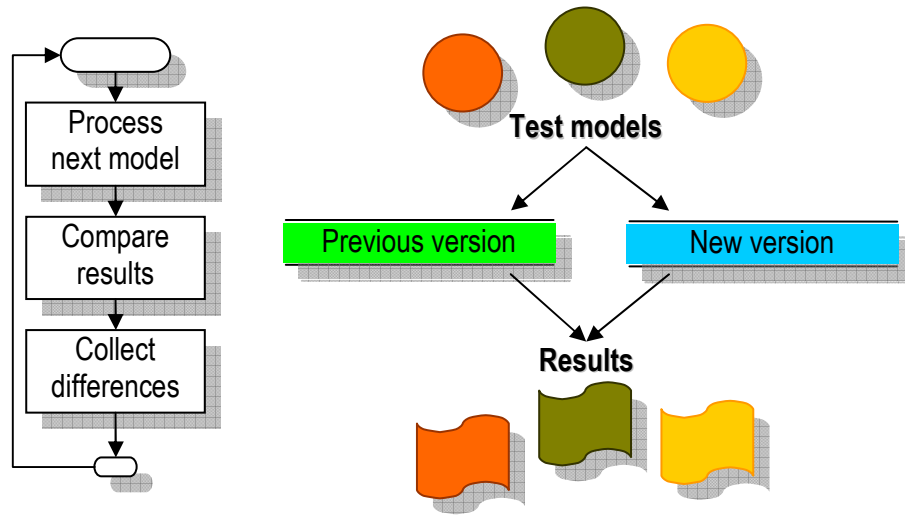 Process
next model
Compare
results
Collect
differences
Test models
Previous version
New version
Results